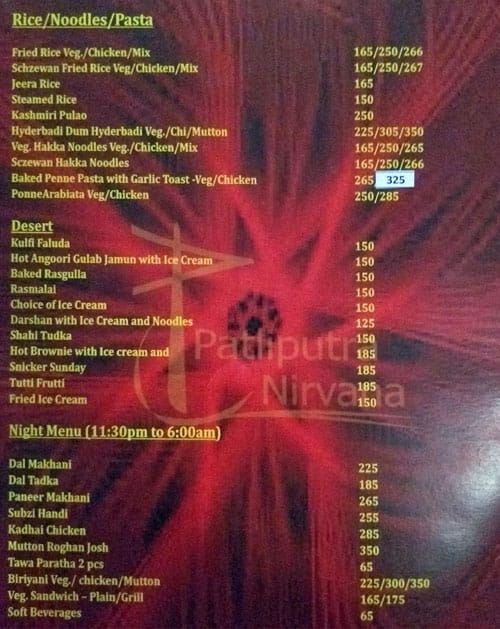 Rice/Noodles/Pasta
Fried Rice Veg./Chicken/Mix 165/250/266
Schzewan Fried Rice Veg/Chicken/Mix 165/250/267
Jeera Rice 165
Steamed Rice 150
Kashmiri Pulao 250
Hyderbadi Dum Hyderbadi Veg./Chi/Mutton 225/305/350
Veg. Hakka Noodles Veg./Chicken/Mix 165/250/265
Sczewan Hakka Noodles 165/250/266
Baked Penne Pasta with Garlic Toast -Veg/Chicken 265 325
PonneArabiata Veg/Chicken 250/285
Desert
Kulfi Faluda 150
Hot Angoori Gulab Jamun with Ice Cream 150
Baked Rasgulla 150
Rasmalai 150
Choice of Ice Cream 150
Darshan with Ice Cream and Noodles 125
Shahi Tudka 150
Hot Brownie with Ice cream and 185
Snicker Sunday 185
Tutti Frutti 185
Fried Ice Cream 150
Patliputra
Nirvana
Night Menu (11:30pm to 6:00am)
Dal Makhani 225
Dal Tadka 185
Paneer Makhani 265
Subzi Handi 255
Kadhai Chicken 285
Mutton Roghan Josh 350
Tawa Paratha 2 pcs 65
Biriyani Veg./ chicken/Mutton 225/300/350
Veg. Sandwich – Plain/Grill 165/175
Soft Beverages 65